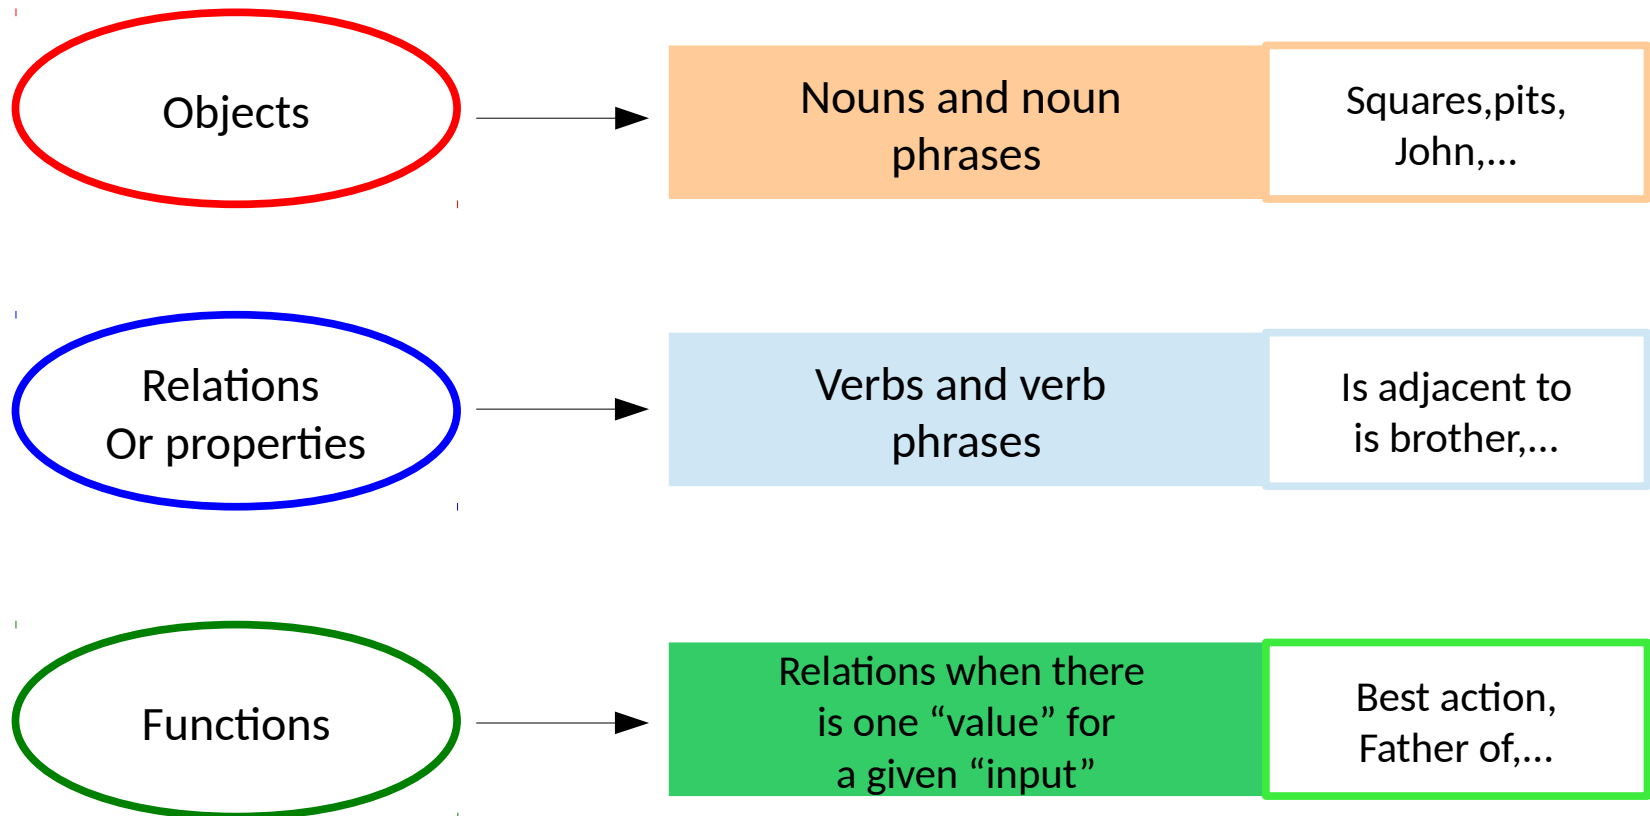 Objects
Nouns and noun
phrases
Squares,pits,
John,...
Relations
Or properties
Verbs and verb
phrases
Is adjacent to
is brother,...
Functions
Relations when there
is one “value” for
a given “input”
Best action,
Father of,...